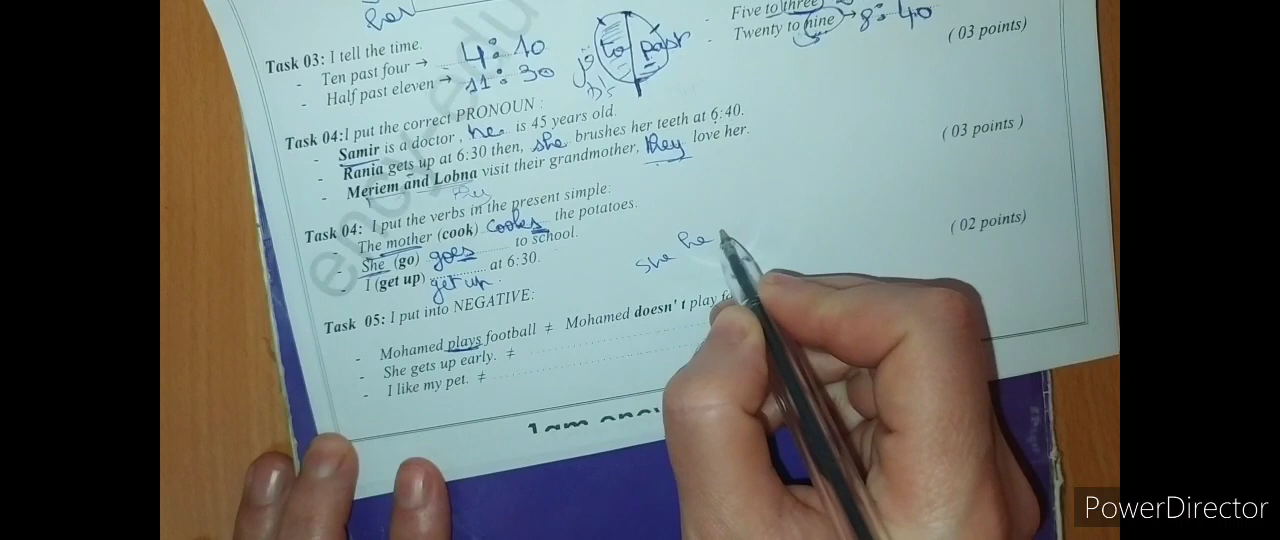 her
Five to three
Twenty to nine → 8:40
Task 03: I tell the time.
( 03 points)
- Ten past four → 4:10
- Half past eleven → 11:30
to past
Task 04:I put the correct PRONOUN :
- Samir is a doctor , he is 45 years old.
- Rania gets up at 6:30 then, she brushes her teeth at 6:40.
- Meriem and Lobna visit their grandmother, they love her.
( 03 points )
Task 04: I put the verbs in the present simple:
- The mother (cook) cooks the potatoes.
- She (go) goes to school.
- I (get up) get up at 6:30.
( 02 points)
she he
Task 05: I put into NEGATIVE:
- Mohamed plays football ≠ Mohamed doesn't play
- She gets up early. ≠
- I like my pet. ≠
PowerDirector